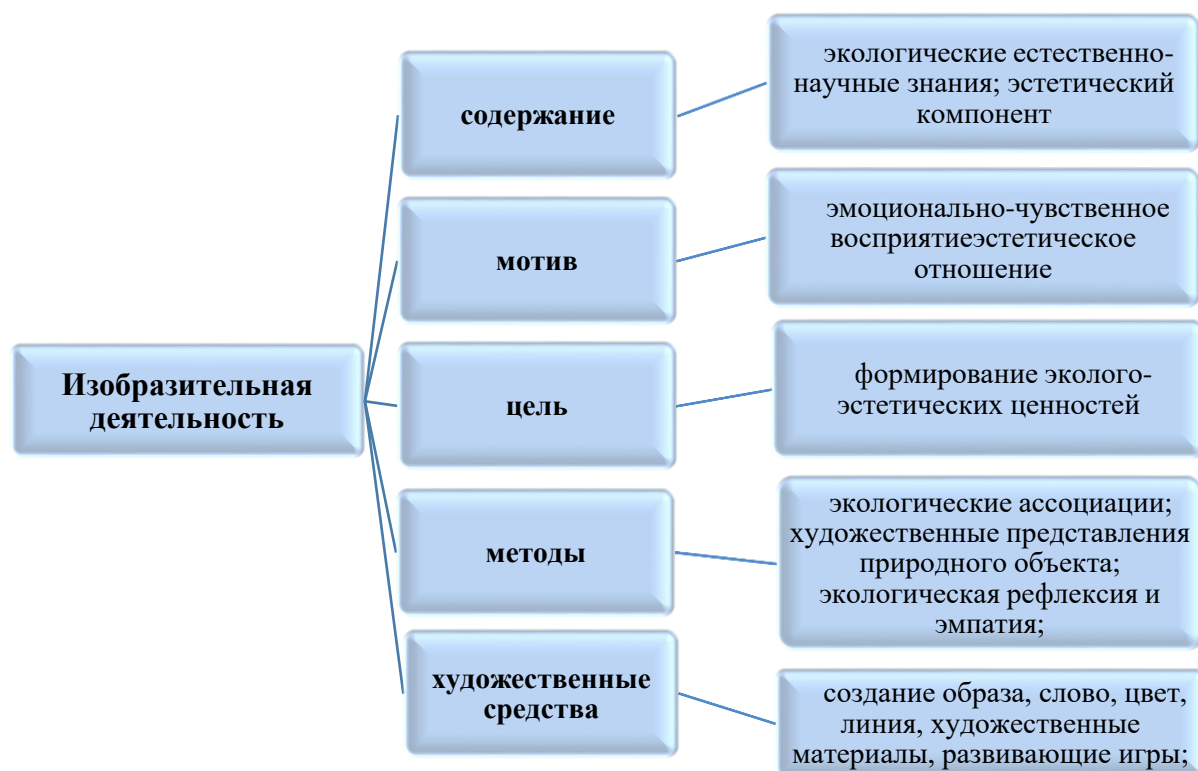 Изобразительная
деятельность
содержание
экологические естественно-
научные знания; эстетический
компонент
мотив
эмоционально-чувственное
восприятиеэстетическое
отношение
цель
формирование эколого-
эстетических ценностей
методы
экологические ассоциации;
художественные представления
природного объекта;
экологическая рефлексия и
эмпатия;
художественные
средства
создание образа, слово, цвет,
линия, художественные
материалы, развивающие игры;